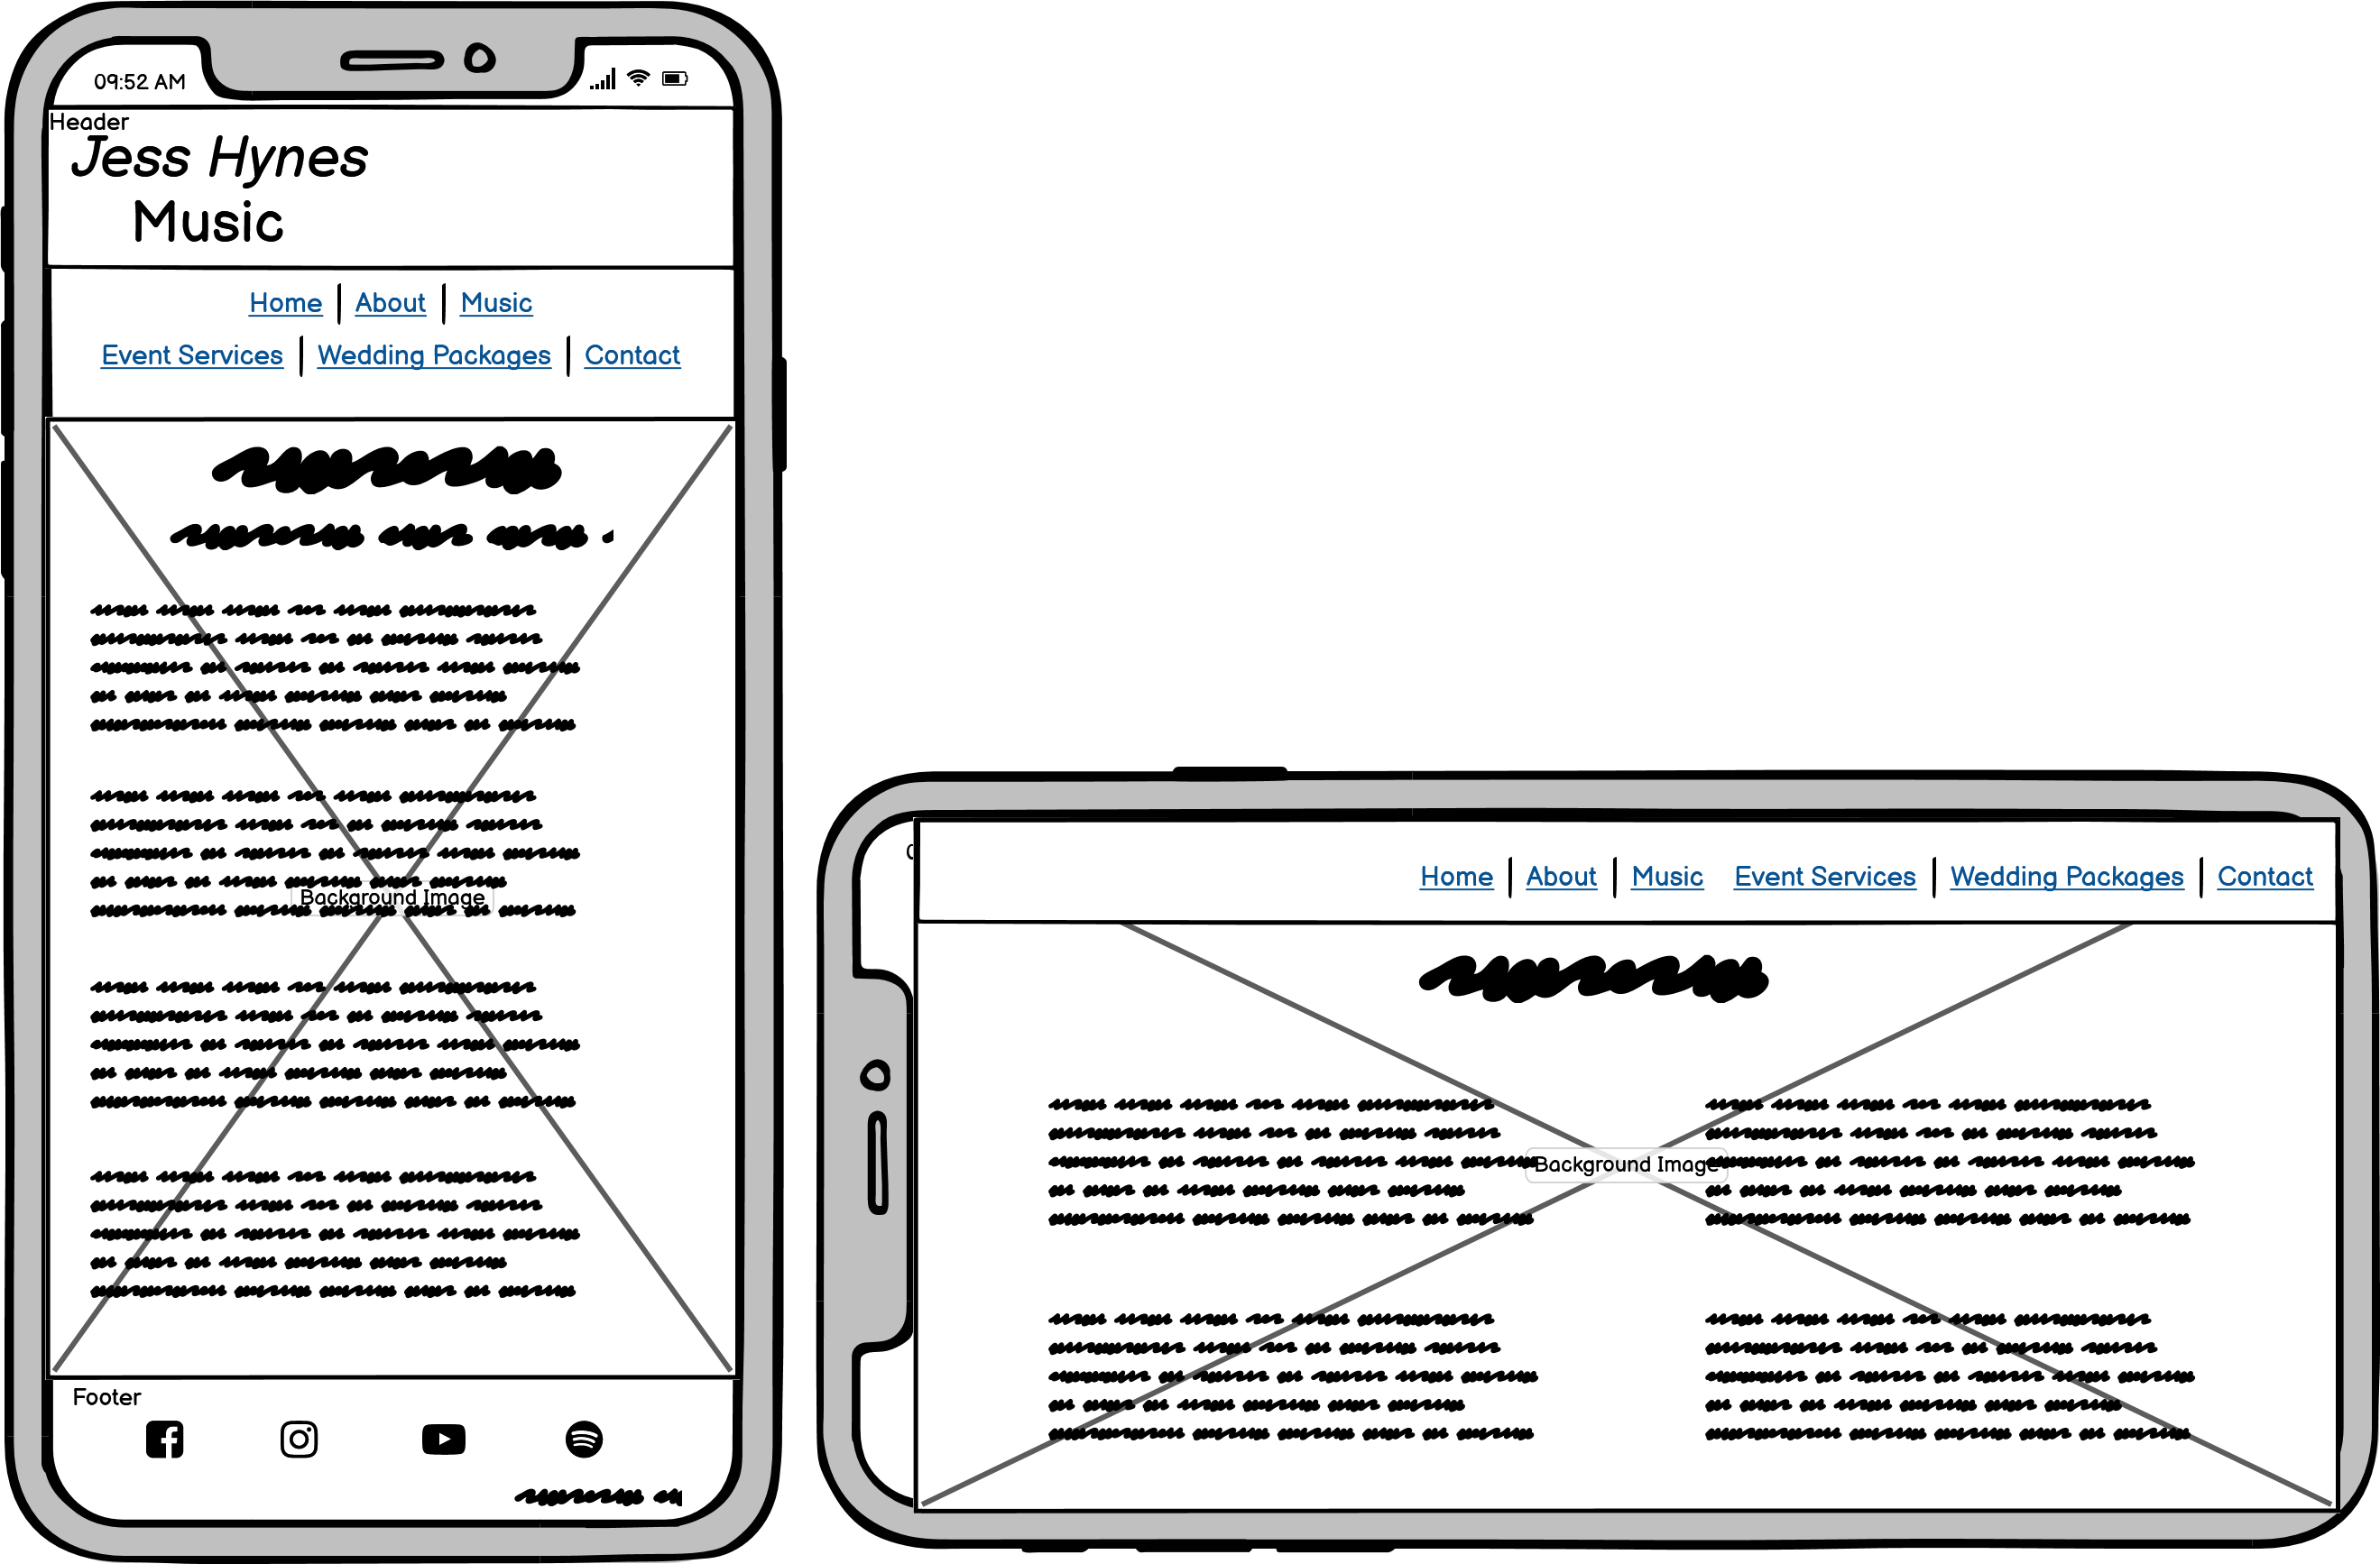 09:52 AM
Header
Jess Hynes
Music
Home About Music
Event Services Wedding Packages Contact
Background Image
Footer
Home About Music Event Services Wedding Packages Contact
Background Image